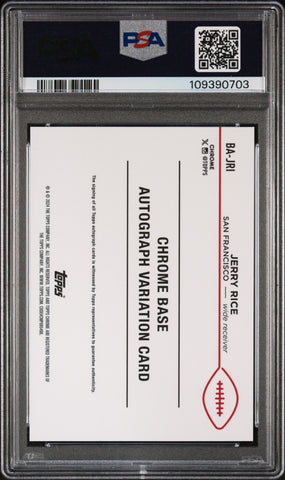 PSA
109390703
BA-JRI
CHROME
@TOPPS
JERRY RICE
SAN FRANCISCO — wide receiver
CHROME BASE
AUTOGRAPH VARIATION CARD
The signing of all Topps autograph cards is witnessed by Topps representatives to guarantee authenticity.
topps